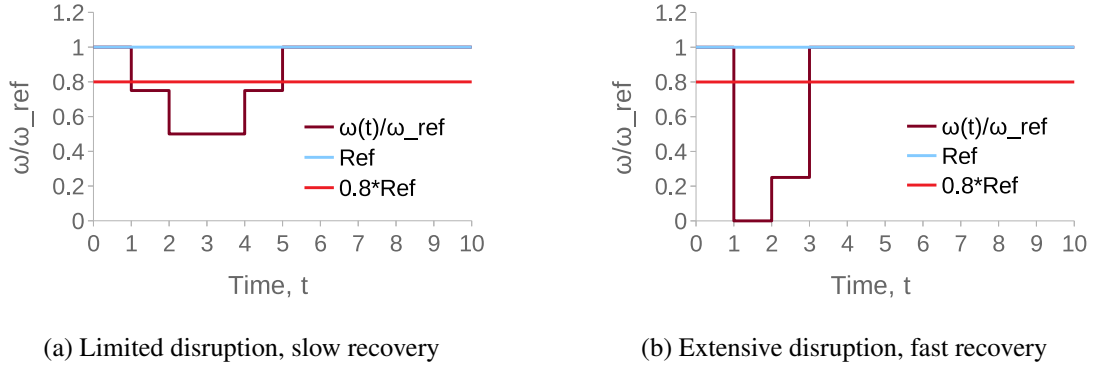 1.2
1
0.8
0.6
0.4
0.2
0
ω/ω_ref
ω(t)/ω_ref
Ref
0.8*Ref
0 1 2 3 4 5 6 7 8 9 10
Time, t
(a) Limited disruption, slow recovery
1.2
1
0.8
0.6
0.4
0.2
0
ω/ω_ref
ω(t)/ω_ref
Ref
0.8*Ref
0 1 2 3 4 5 6 7 8 9 10
Time, t
(b) Extensive disruption, fast recovery